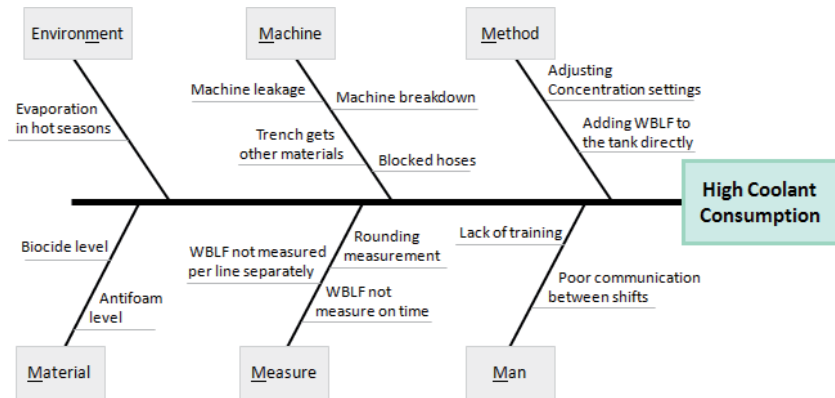 Environment
Machine
Method
Evaporation
in hot seasons
Machine leakage
Machine breakdown
Trench gets
other materials
Blocked hoses
Adjusting
Concentration settings
Adding WBLF to
the tank directly
High Coolant
Consumption
Biocide level
Antifoam
level
WBLF not measured
per line separately
Rounding
measurement
WBLF not
measure on time
Lack of training
Poor communication
between shifts
Material
Measure
Man